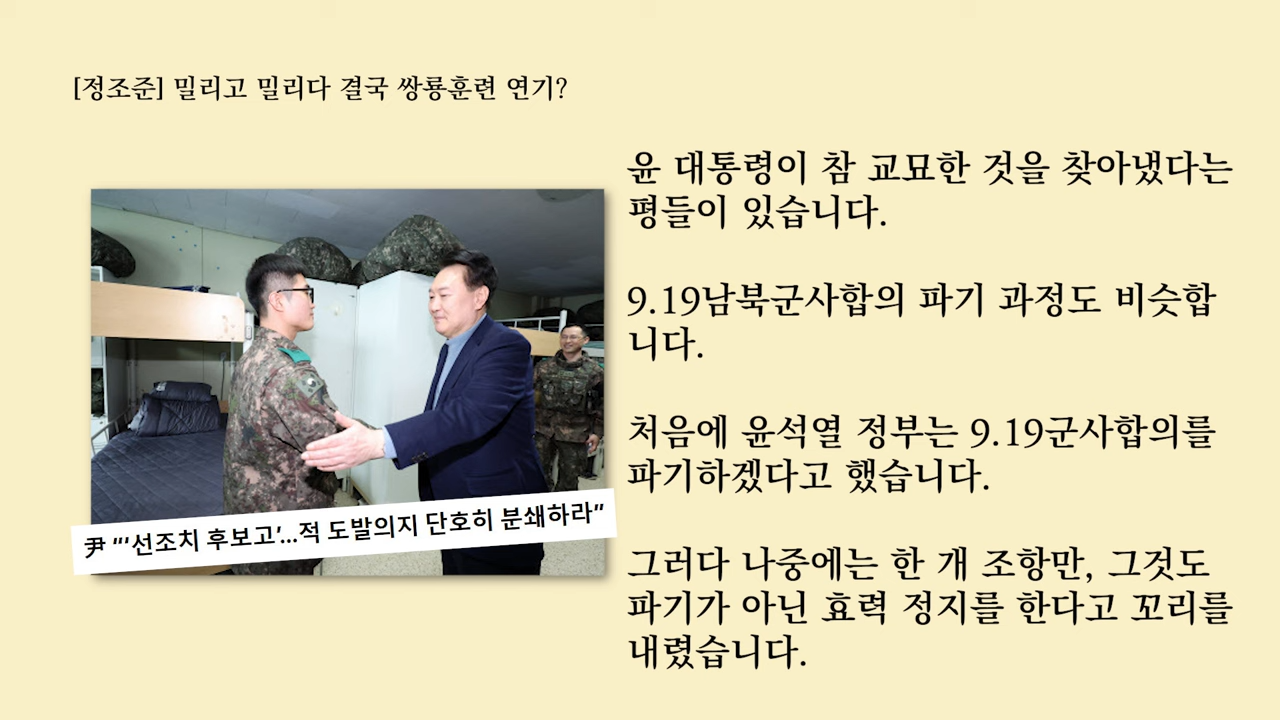 [정조준] 밀리고 밀리다 결국 쌍룡훈련 연기?
윤 대통령이 참 교묘한 것을 찾아냈다는
평들이 있습니다.
9.19남북군사합의 파기 과정도 비슷합
니다.
처음에 윤석열 정부는 9.19군사합의를
파기하겠다고 했습니다.
그러다 나중에는 한 개 조항만, 그것도
파기가 아닌 효력 정지를 한다고 꼬리를
내렸습니다.
尹 "'선조치 후보고'...적 도발의지 단호히 분쇄하라"